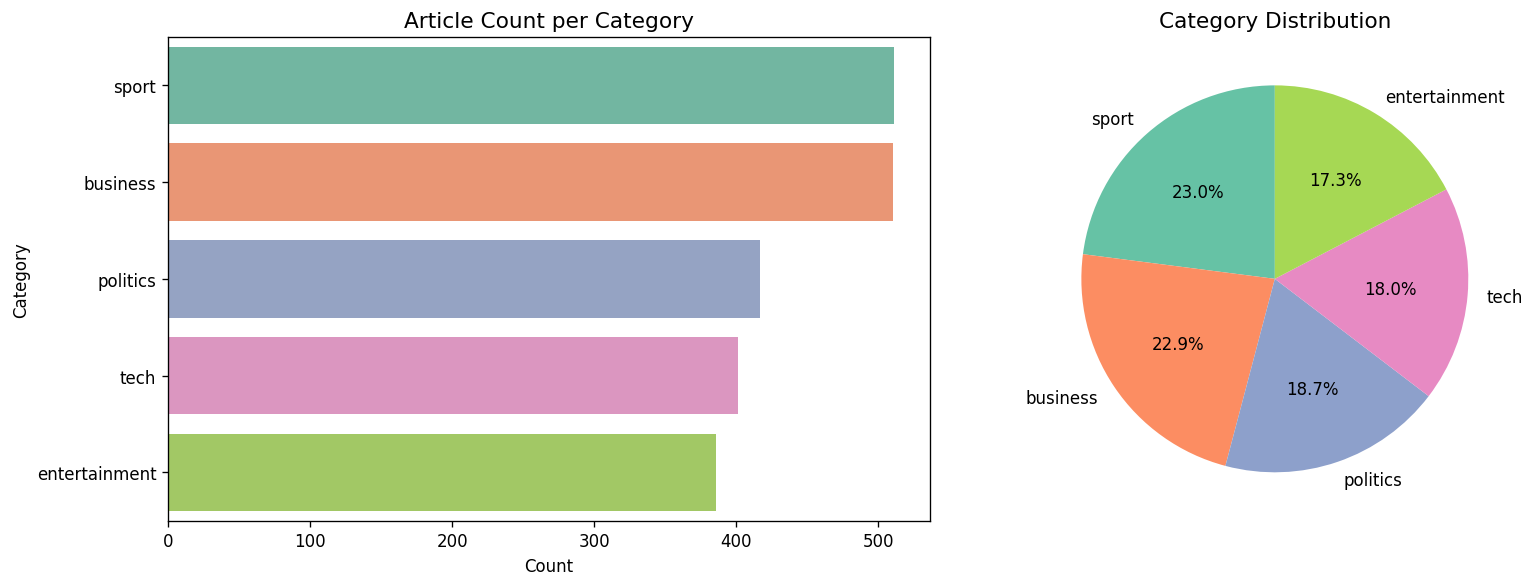 Article Count per Category
sport
business
politics
tech
entertainment
Category
0 100 200 300 400 500
Count
Category Distribution
entertainment
sport
17.3%
23.0%
18.0%
tech
22.9%
18.7%
business
politics